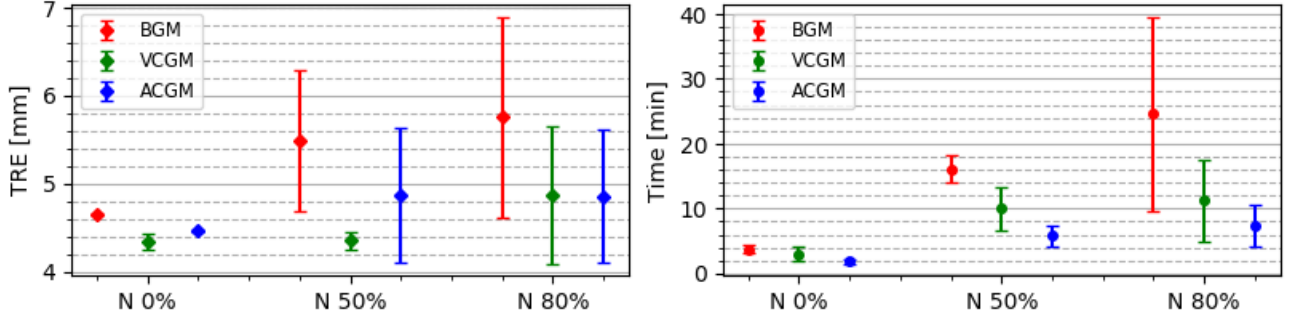 7
6
5
4
TRE [mm]
BGM
VCGM
ACGM
N 0%
N 50%
N 80%
40
30
20
10
0
Time [min]
BGM
VCGM
ACGM
N 0%
N 50%
N 80%